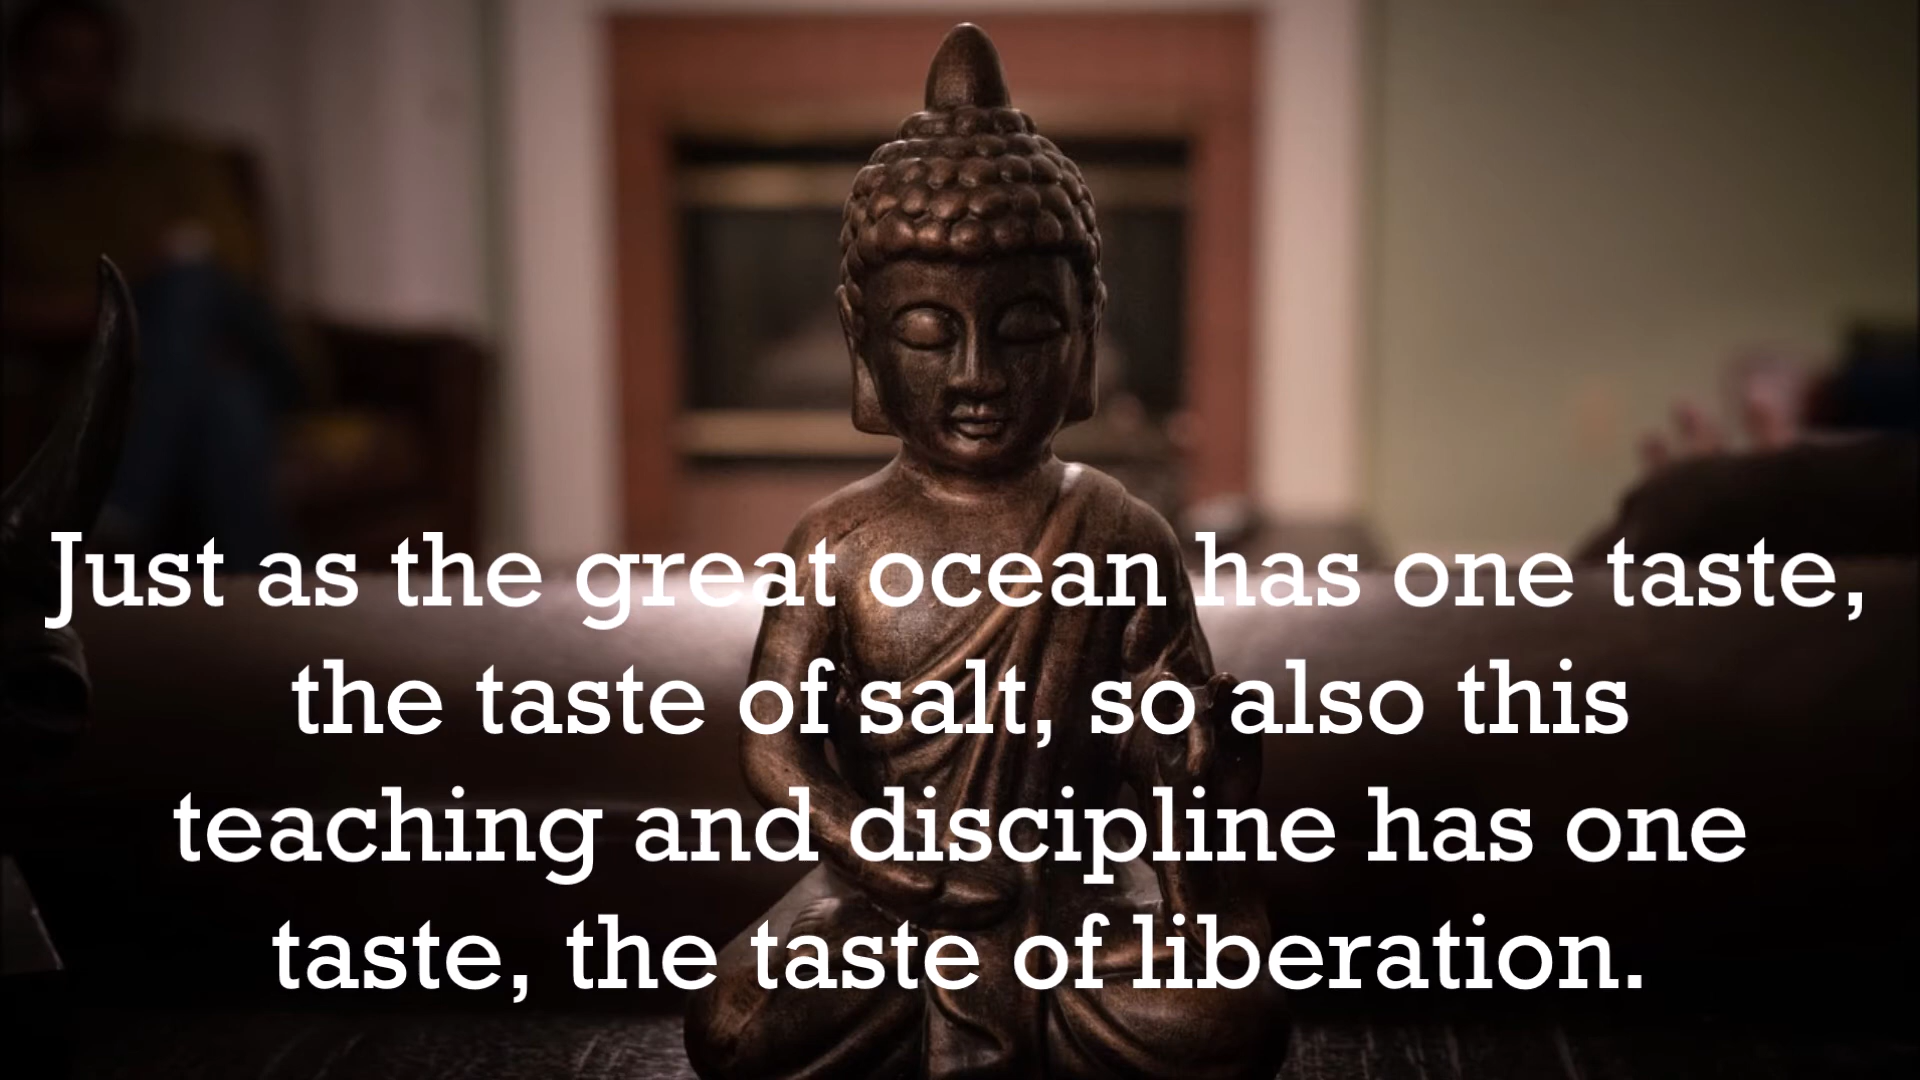 Just as the great ocean has one taste,
the taste of salt, so also this
teaching and discipline has one
taste, the taste of liberation.